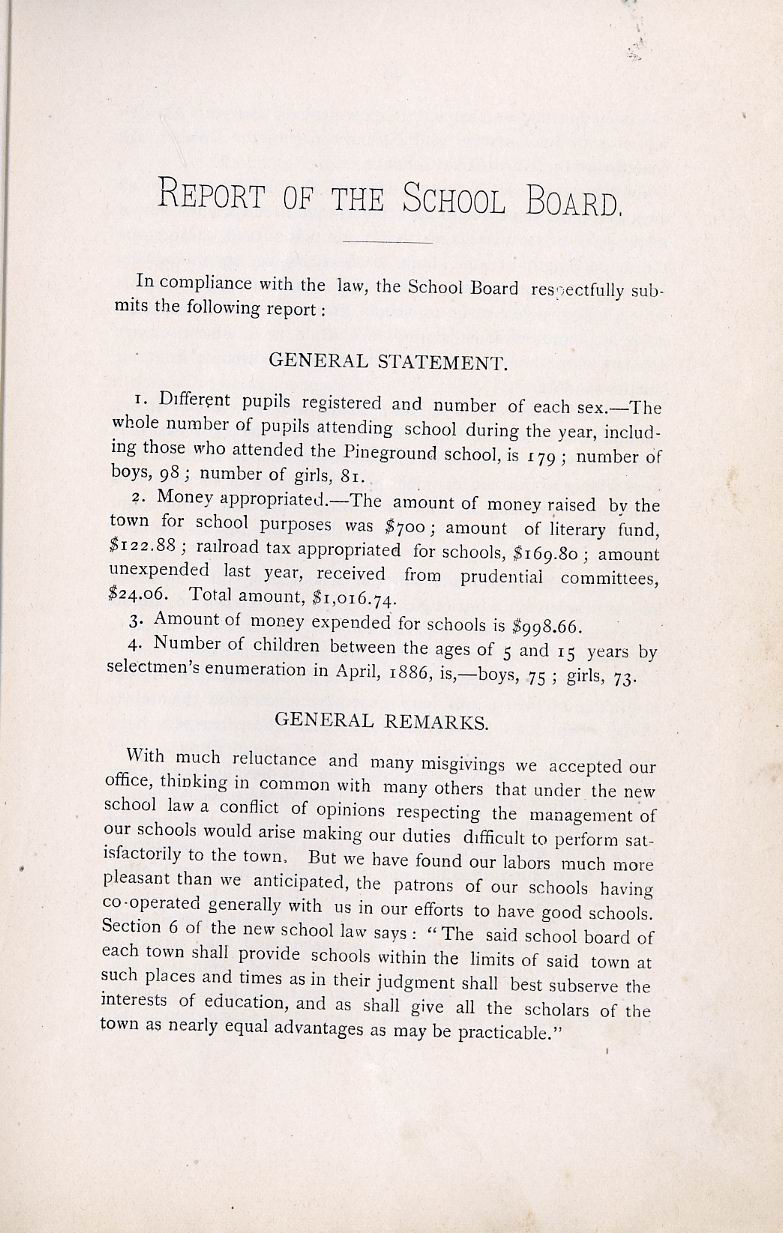 REPORT OF THE SCHOOL BOARD.
In compliance with the law, the School Board respectfully sub-
mits the following report :
GENERAL STATEMENT.
1. Different pupils registered and number of each sex.—The
whole number of pupils attending school during the year, includ-
ing those who attended the Pineground school, is 179 ; number of
boys, 98 ; number of girls, 81.
2. Money appropriated.—The amount of money raised by the
town for school purposes was $700 ; amount of literary fund,
$122.88 ; railroad tax appropriated for schools, $169.80 ; amount
unexpended last year, received from prudential committees,
$24.06. Total amount, $1,016.74.
3. Amount of money expended for schools is $998.66.
4. Number of children between the ages of 5 and 15 years by
selectmen's enumeration in April, 1886, is,—boys, 75 ; girls, 73.
GENERAL REMARKS.
With much reluctance and many misgivings we accepted our
office, thinking in common with many others that under the new
school law a conflict of opinions respecting the management of
our schools would arise making our duties difficult to perform sat-
isfactorily to the town. But we have found our labors much more
pleasant than we anticipated, the patrons of our schools having
co-operated generally with us in our efforts to have good schools.
Section 6 of the new school law says : "The said school board of
each town shall provide schools within the limits of said town at
such places and times as in their judgment shall best subserve the
interests of education, and as shall give all the scholars of the
town as nearly equal advantages as may be practicable."